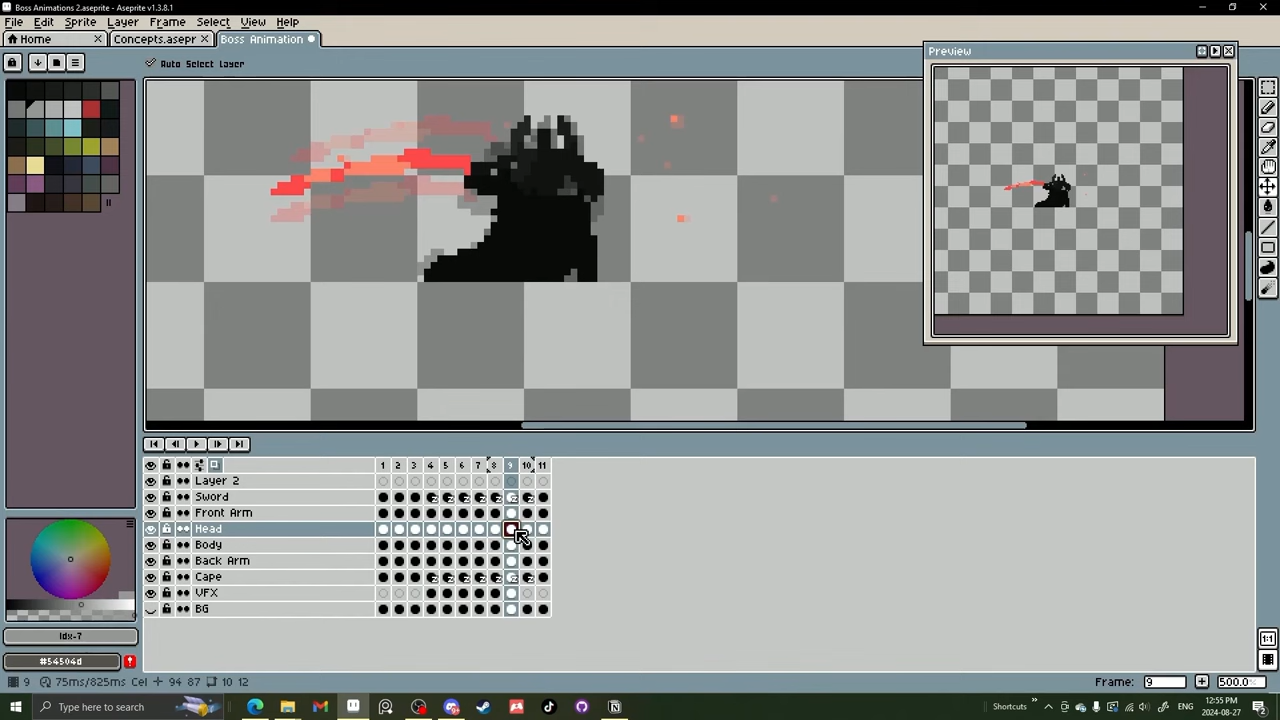 Boss Animations 2.aseprite - Aseprite v1.3.8.1
File Edit Sprite Layer Frame Select View Help
Home Concepts.asepr Boss Animation
Auto Select Layer
Preview
1 2 3 4 5 6 7 8 9 10 11
Layer 2
Sword
Front Arm
Head
Body
Back Arm
Cape
VFX
BG
Idx-7
#54504d
1:1
9 75ms/825ms Cel 94 87 10 12
Frame: 9 500.0
Type here to search
Shortcuts
ENG
12:55 PM
2024-08-27